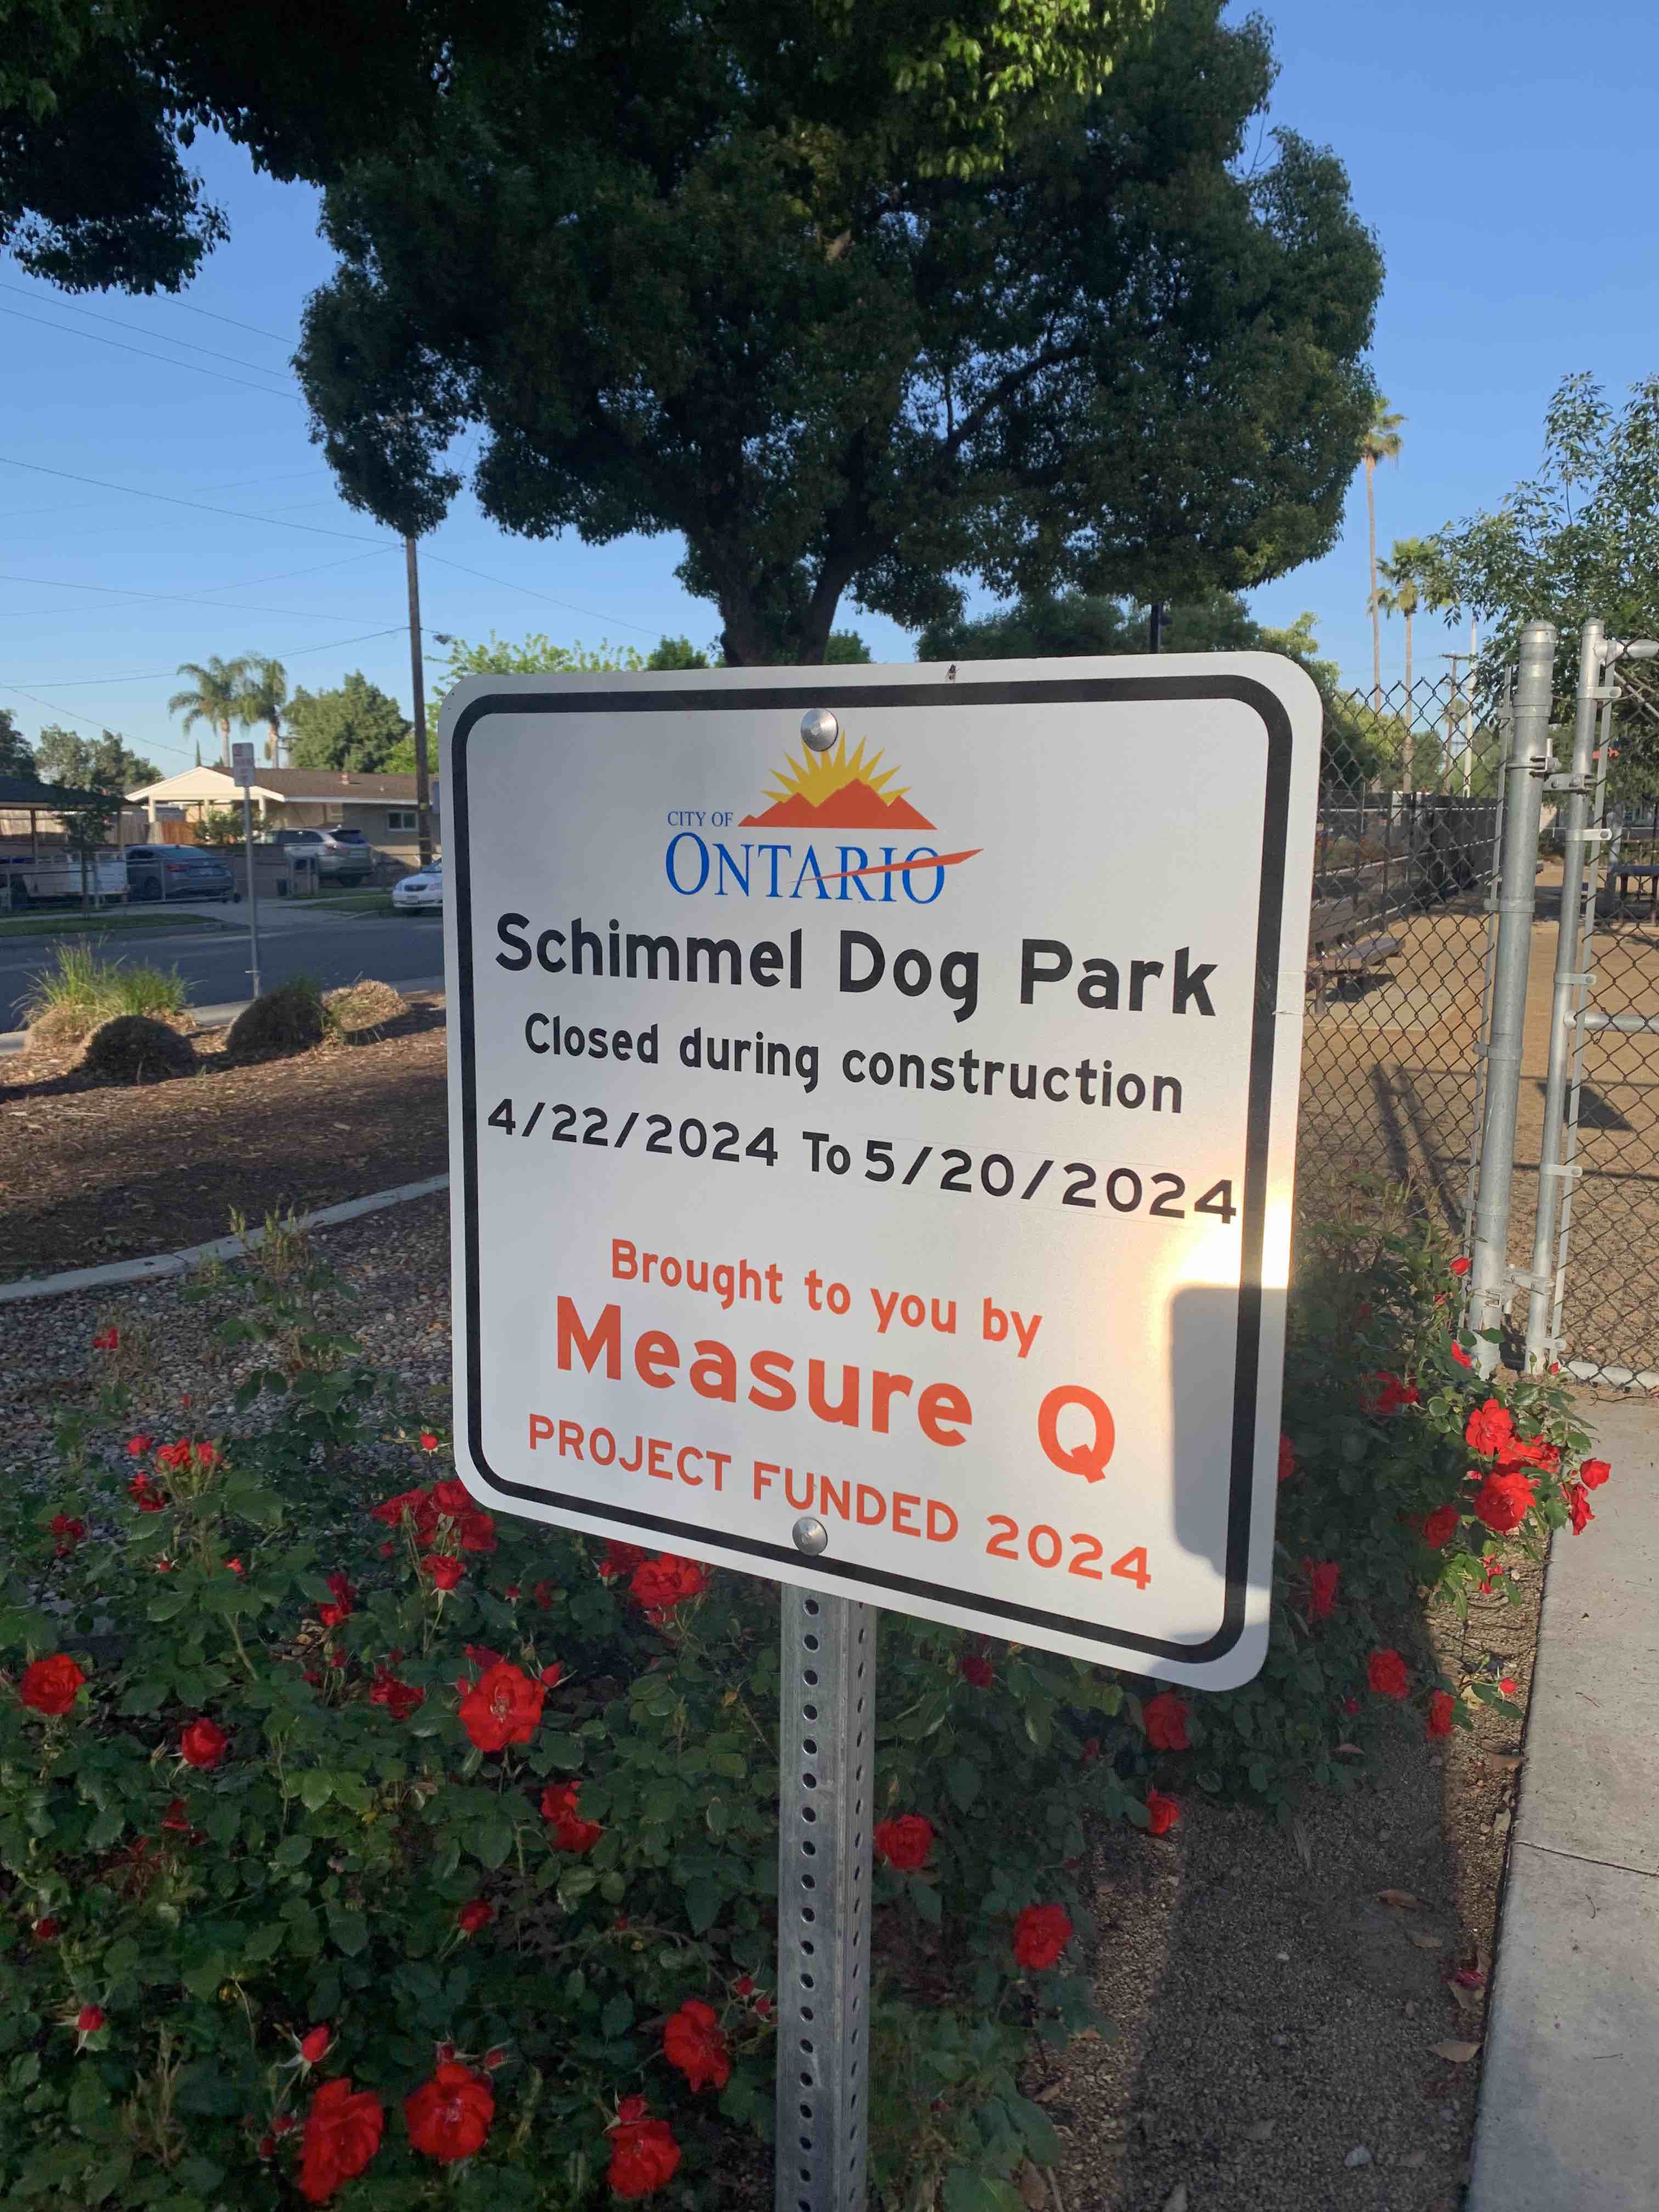 CITY OF
ONTARIO
Schimmel Dog Park
Closed during construction
4/22/2024 To 5/20/2024
Brought to you by
Measure Q
PROJECT FUNDED 2024